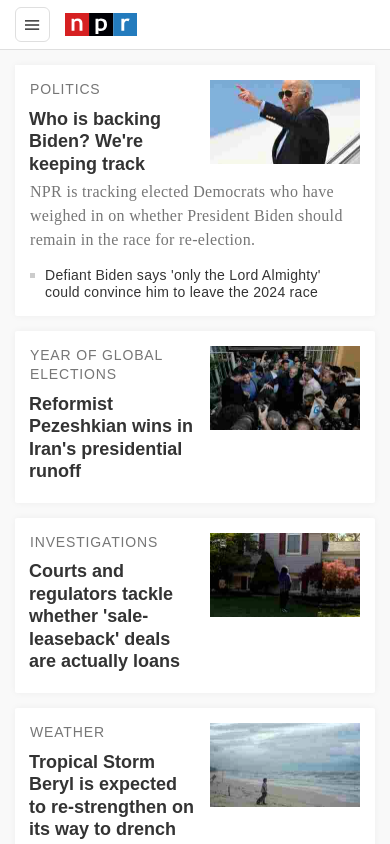 npr
POLITICS
Who is backing
Biden? We're
keeping track
NPR is tracking elected Democrats who have
weighed in on whether President Biden should
remain in the race for re-election.
Defiant Biden says 'only the Lord Almighty'
could convince him to leave the 2024 race
YEAR OF GLOBAL
ELECTIONS
Reformist
Pezeshkian wins in
Iran's presidential
runoff
INVESTIGATIONS
Courts and
regulators tackle
whether 'sale-
leaseback' deals
are actually loans
WEATHER
Tropical Storm
Beryl is expected
to re-strengthen on
its way to drench